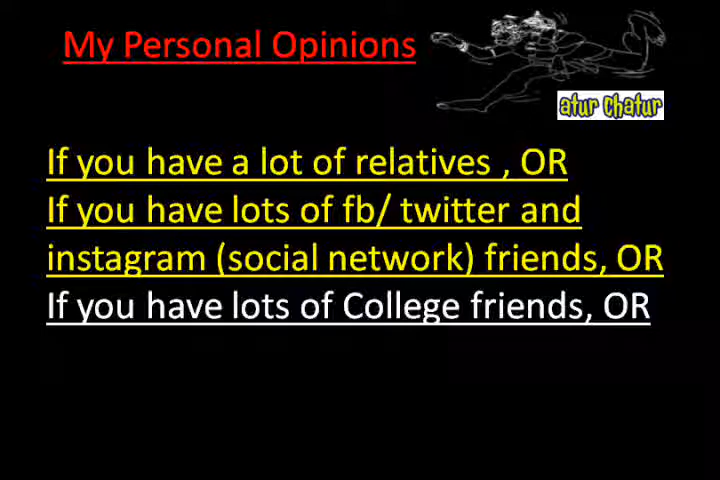 My Personal Opinions
atur chatur
If you have a lot of relatives , OR
If you have lots of fb/ twitter and
instagram (social network) friends, OR
If you have lots of College friends, OR